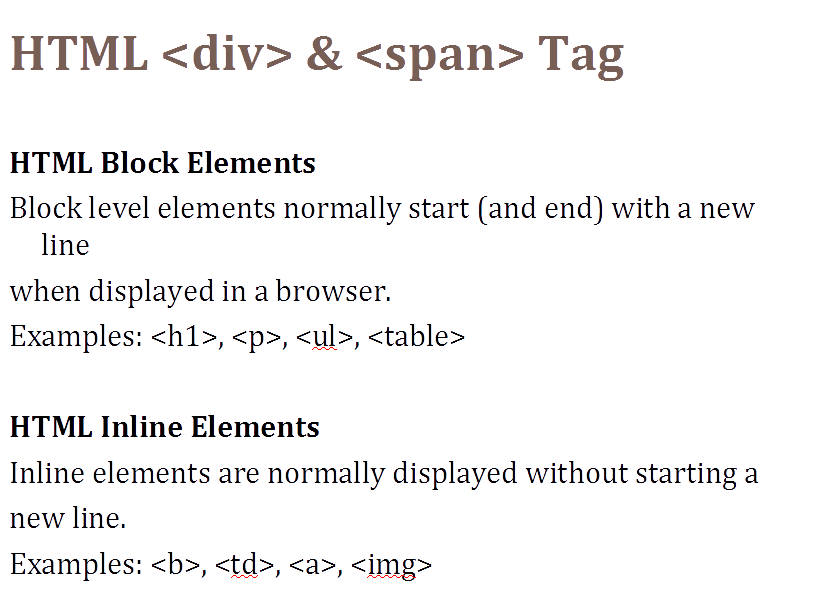 HTML <div> & <span> Tag
HTML Block Elements
Block level elements normally start (and end) with a new
line
when displayed in a browser.
Examples: <h1>, <p>, <ul>, <table>
HTML Inline Elements
Inline elements are normally displayed without starting a
new line.
Examples: <b>, <td>, <a>, <img>